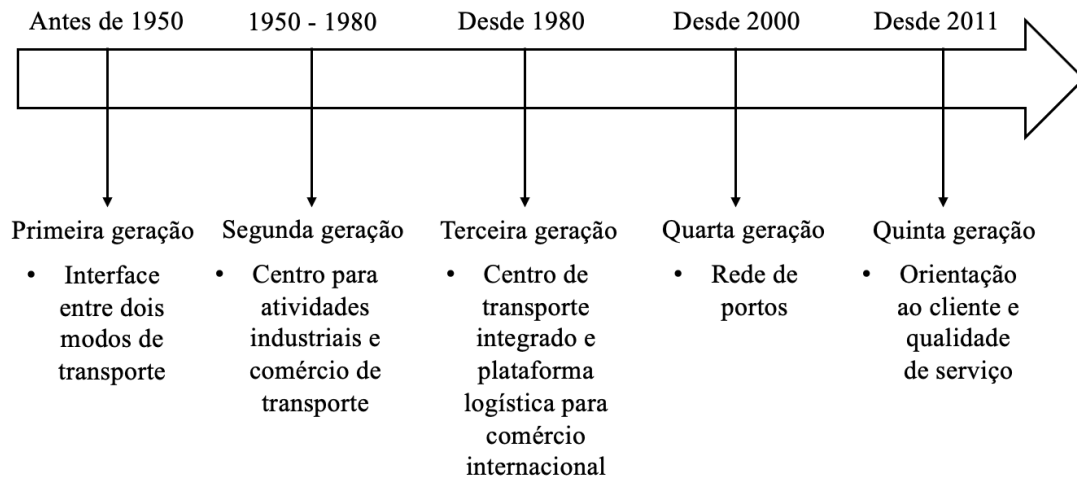 Antes de 1950
1950 - 1980
Desde 1980
Desde 2000
Desde 2011
Primeira geração
• Interface
entre dois
modos de
transporte
Segunda geração
• Centro para
atividades
industriais e
comércio de
transporte
Terceira geração
• Centro de
transporte
integrado e
plataforma
logística para
comércio
internacional
Quarta geração
• Rede de
portos
Quinta geração
• Orientação
ao cliente e
qualidade
de serviço